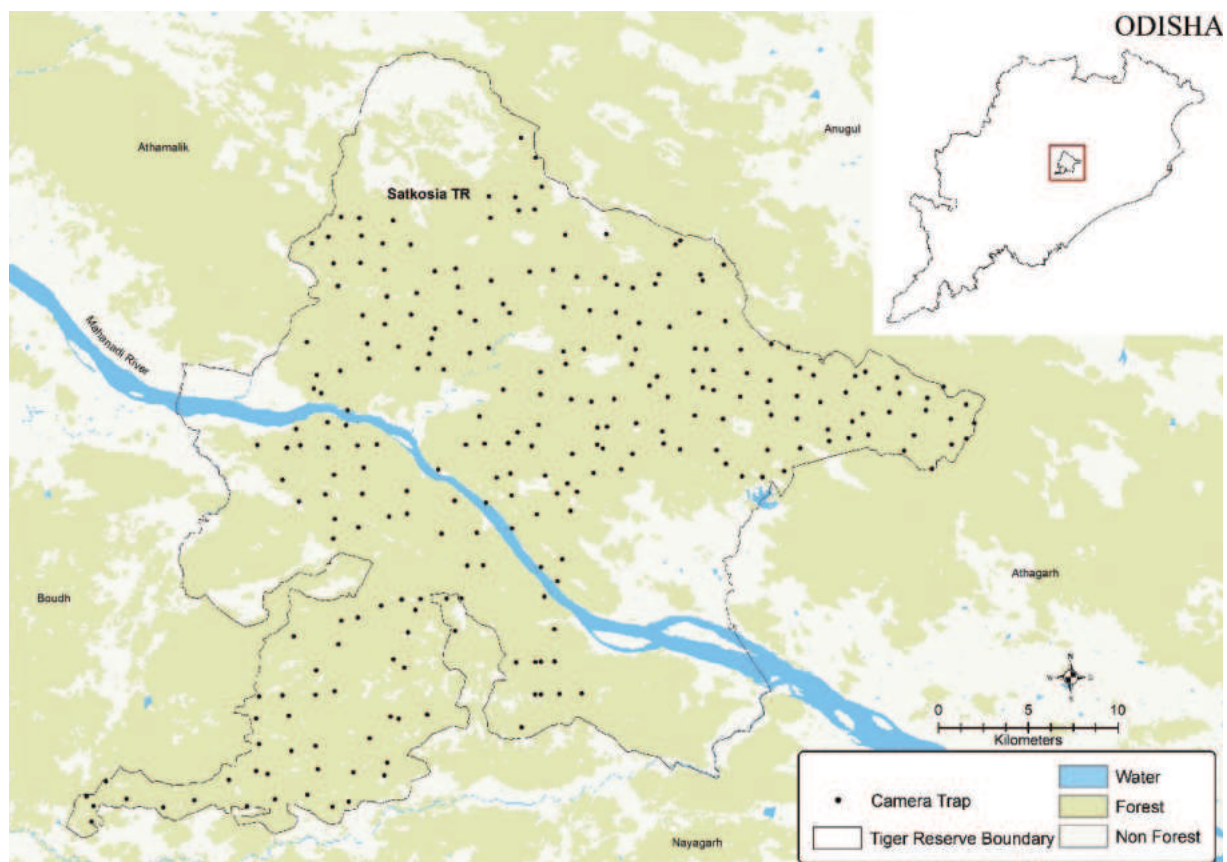 ODISHA
Athamalik
Anugul
Satkosia TR
Mahanadi River
Boudh
Athagarh
N
W
S
0 5 10
Kilometers
Camera Trap
Tiger Reserve Boundary
Water
Forest
Non Forest
Nayagarh